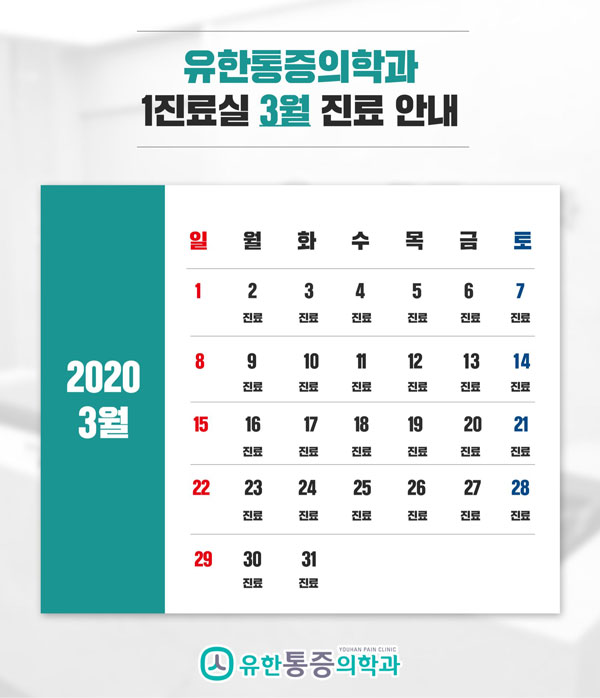 유한통증의학과
1진료실 3월 진료 안내
2020
3월
일 월 화 수 목 금 토
1 2 3 4 5 6 7
진료 진료 진료 진료 진료 진료
8 9 10 11 12 13 14
진료 진료 진료 진료 진료 진료
15 16 17 18 19 20 21
진료 진료 진료 진료 진료 진료
22 23 24 25 26 27 28
진료 진료 진료 진료 진료 진료
29 30 31
진료 진료
YOUHAN PAIN CLINIC
유한통증의학과